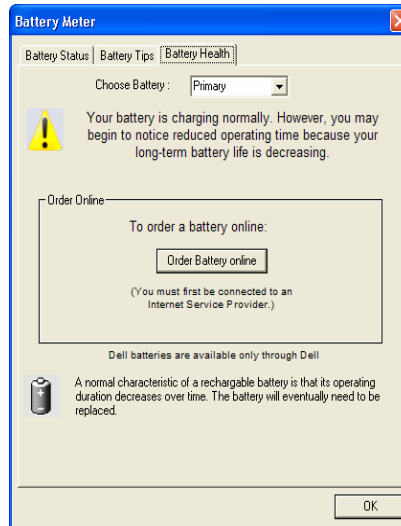 Battery Meter
Battery Status
Battery Tips
Battery Health
Choose Battery :
Primary
Your battery is charging normally. However, you may
begin to notice reduced operating time because your
long-term battery life is decreasing.
Order Online
To order a battery online:
Order Battery online
(You must first be connected to an
Internet Service Provider.)
Dell batteries are available only through Dell
A normal characteristic of a rechargable battery is that its operating
duration decreases over time. The battery will eventually need to be
replaced.
OK